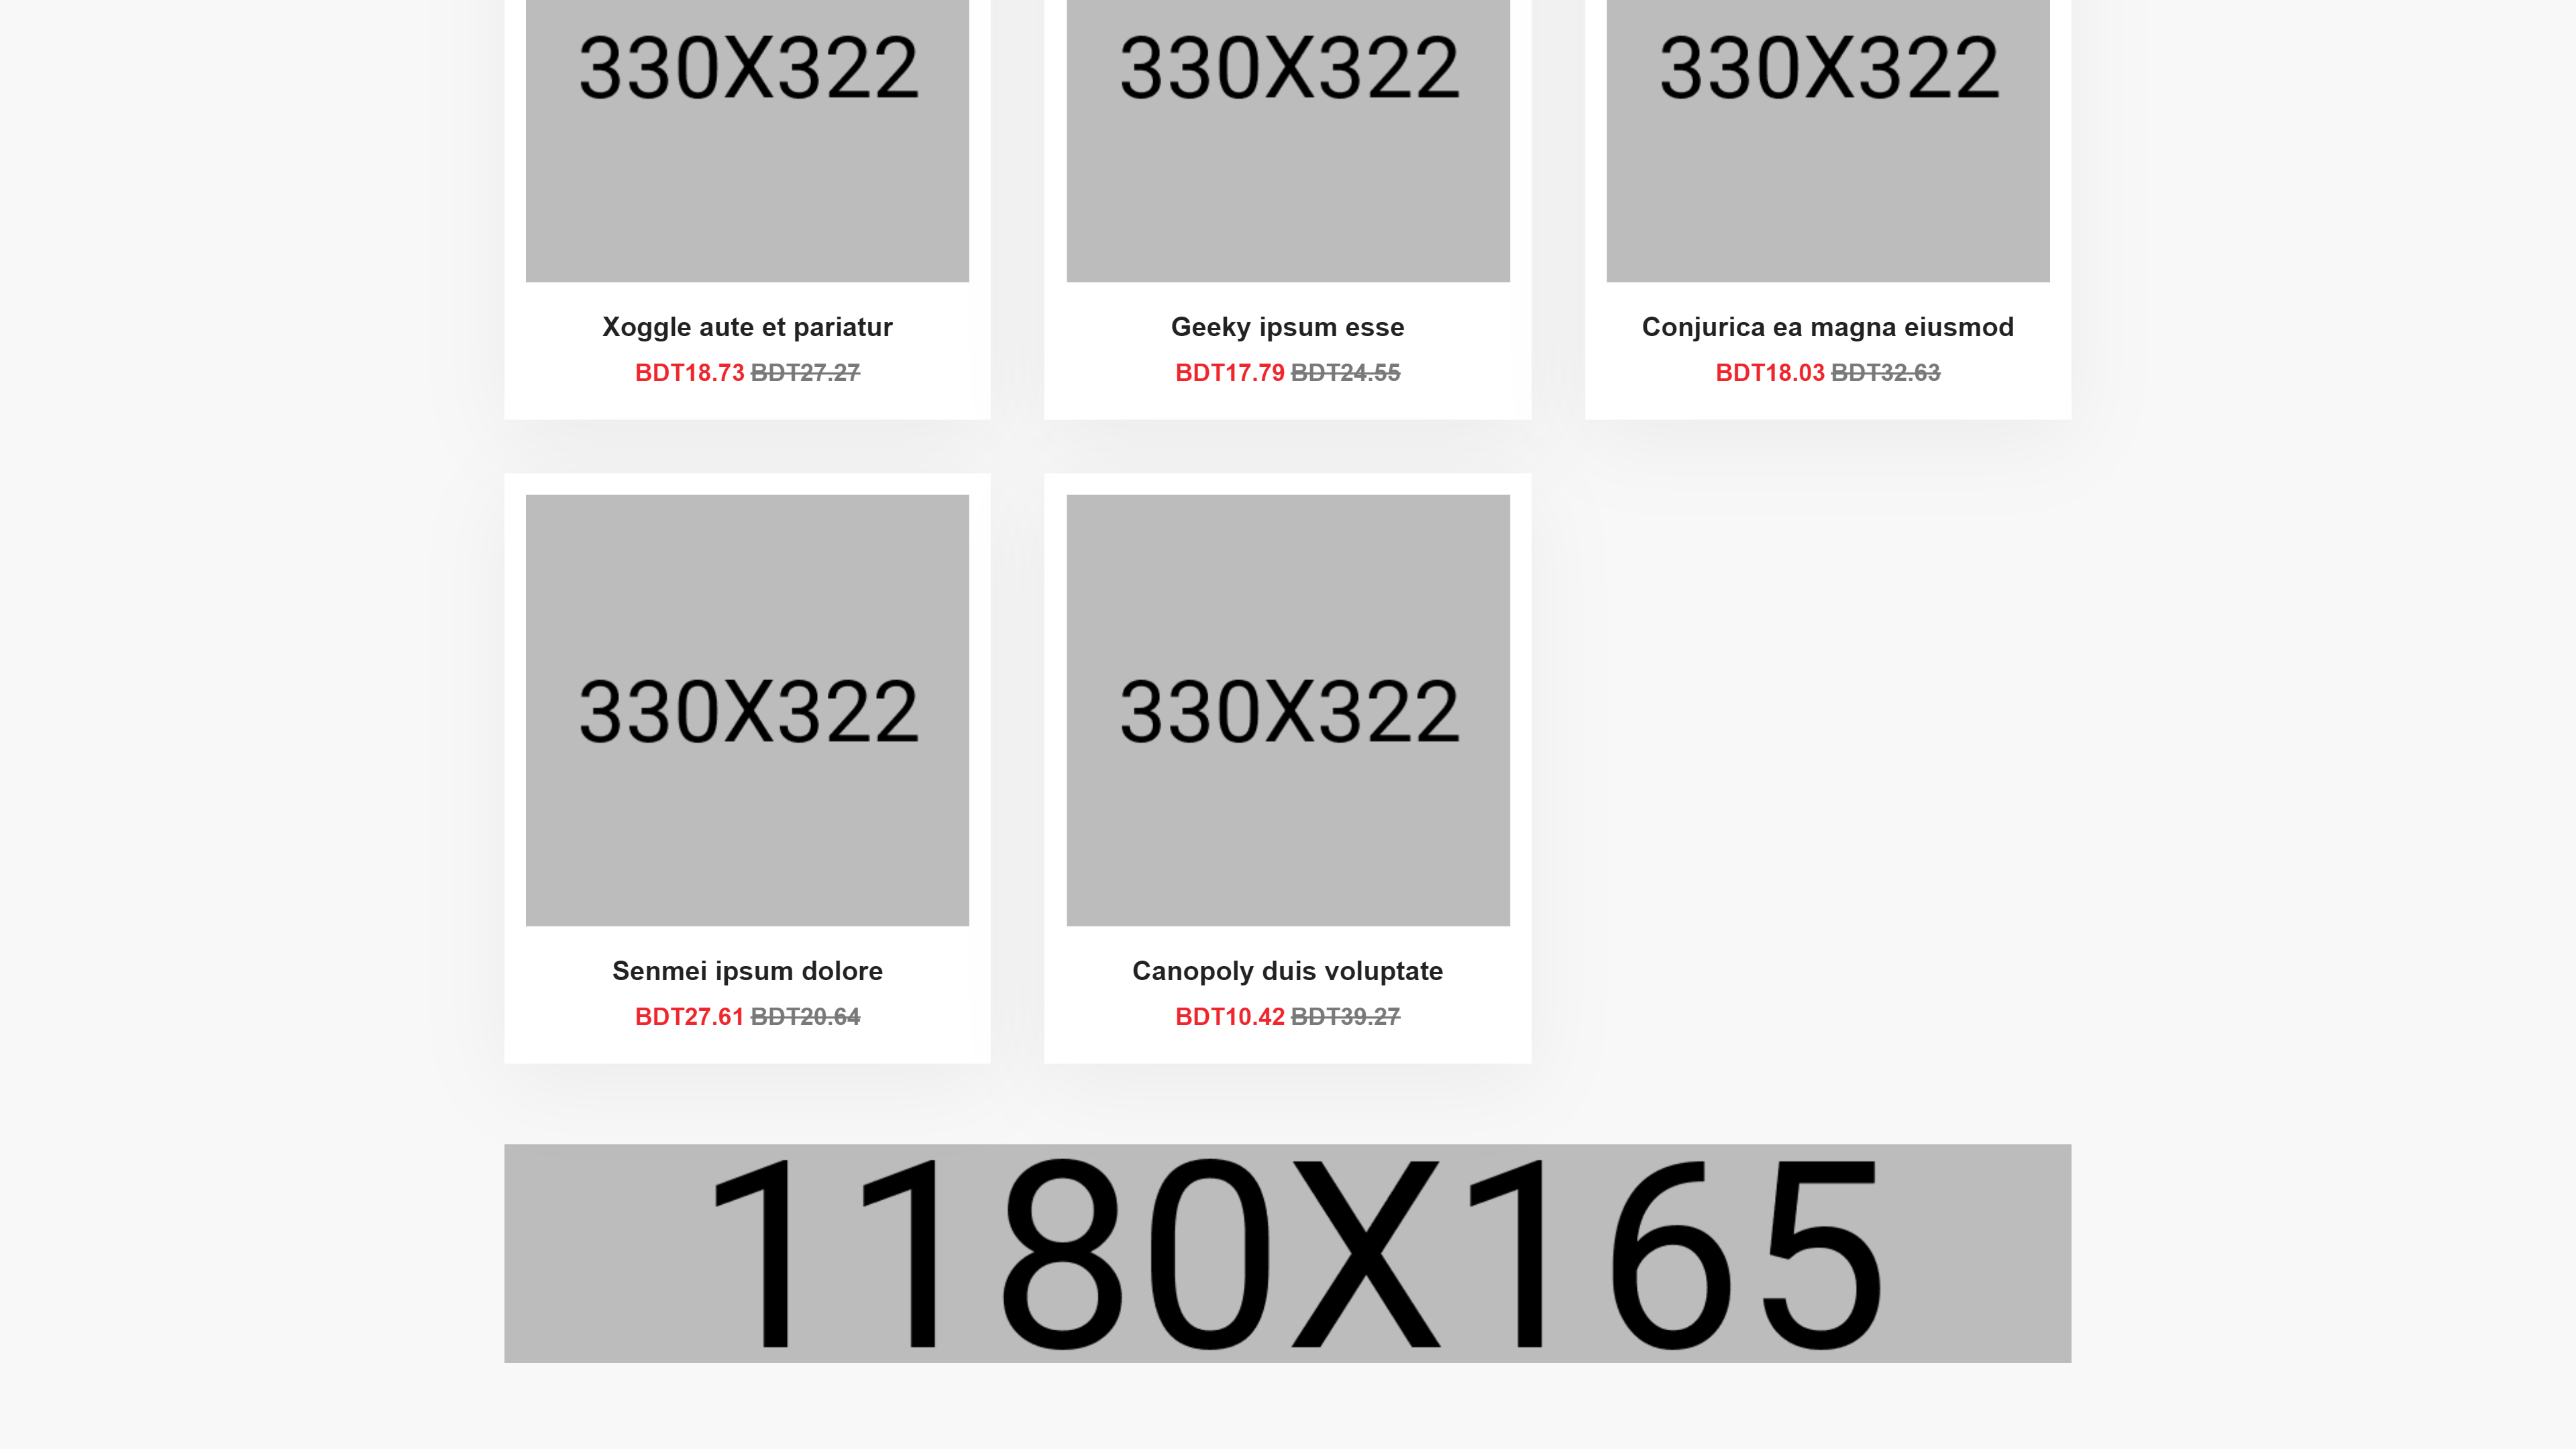 330X322 330X322 330X322
Xoggle aute et pariatur
BDT18.73 BDT27.27
Geeky ipsum esse
BDT17.79 BDT24.55
Conjurica ea magna eiusmod
BDT18.03 BDT32.63
330X322
Senmei ipsum dolore
BDT27.61 BDT20.64
330X322
Canopoly duis voluptate
BDT10.42 BDT39.27
1180X165